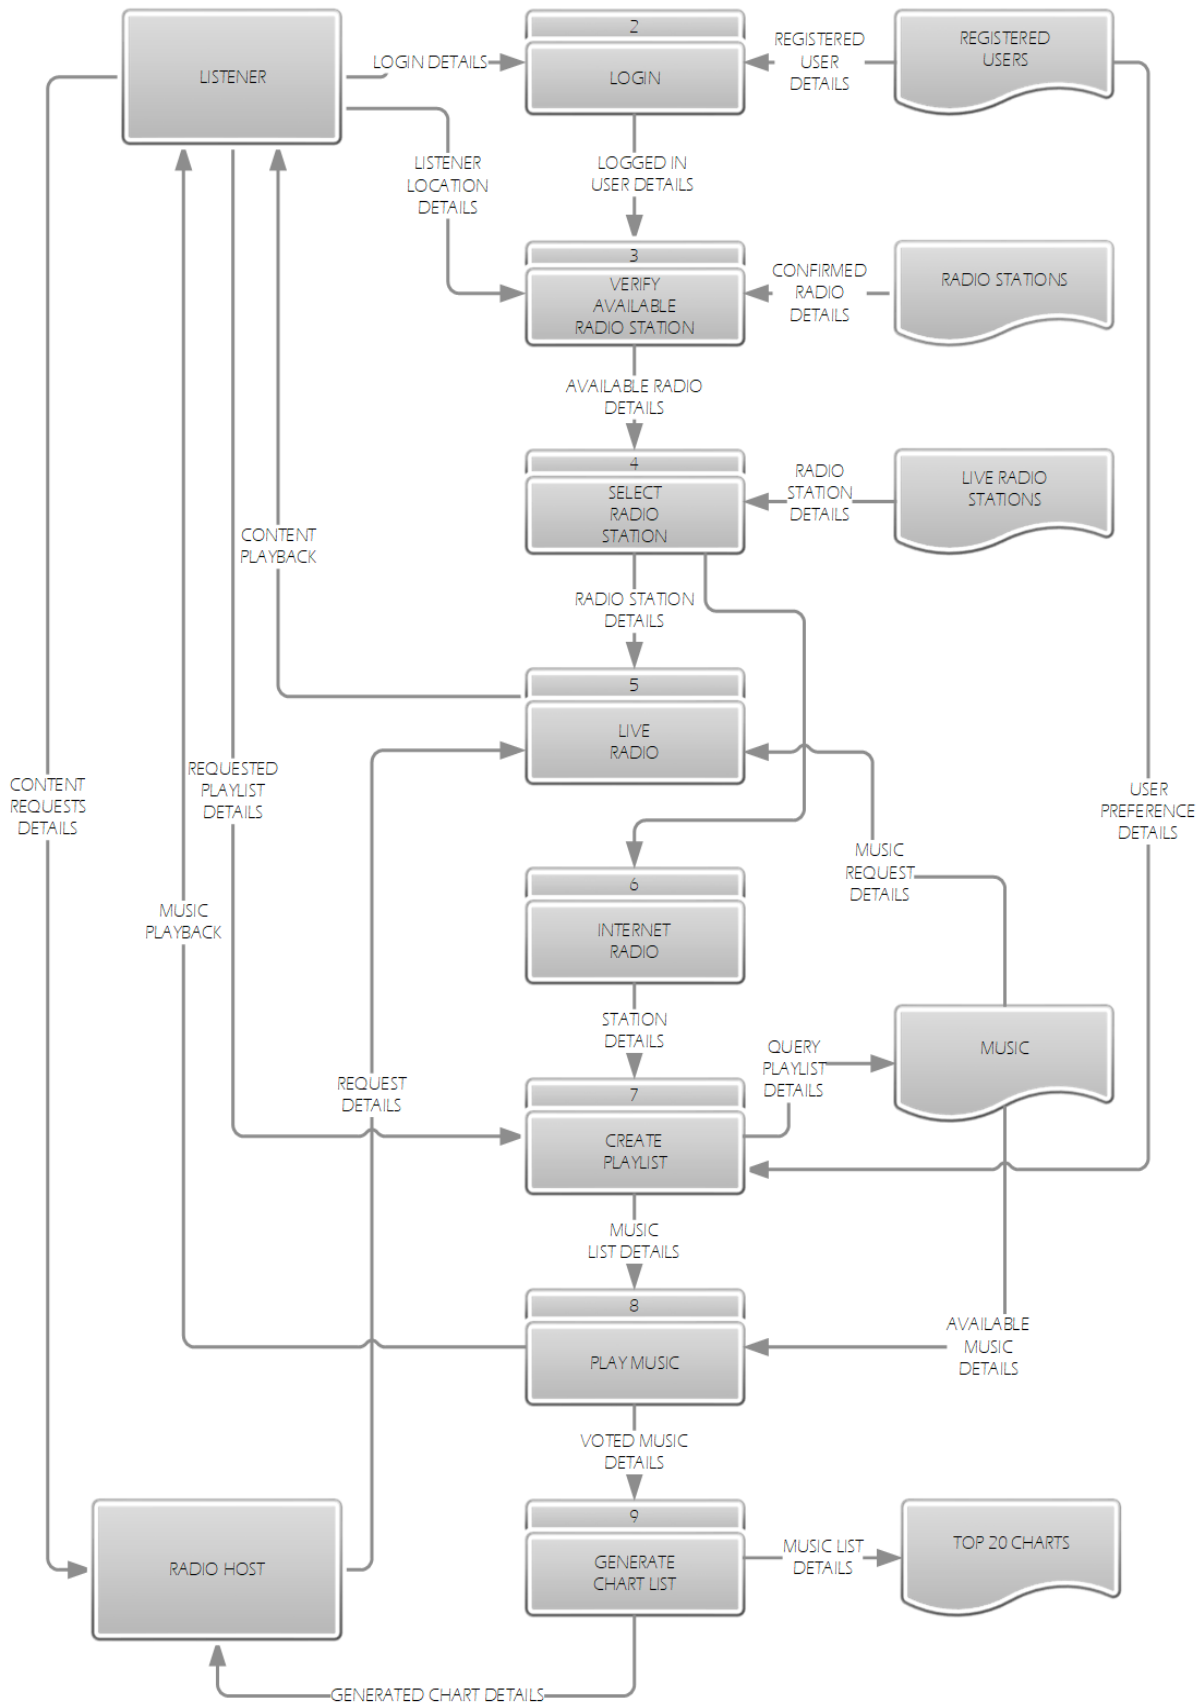 2
LISTENER
LOGIN DETAILS
LOGIN
REGISTERED
USER
DETAILS
REGISTERED
USERS
LISTENER
LOCATION
DETAILS
LOGGED IN
USER DETAILS
3
VERIFY
AVAILABLE
RADIO STATION
CONFIRMED
RADIO
DETAILS
RADIO STATIONS
AVAILABLE RADIO
DETAILS
4
SELECT
RADIO
STATION
RADIO
STATION
DETAILS
LIVE RADIO
STATIONS
CONTENT
PLAYBACK
RADIO STATION
DETAILS
5
LIVE
RADIO
CONTENT
REQUESTS
DETAILS
REQUESTED
PLAYLIST
DETAILS
USER
PREFERENCE
DETAILS
MUSIC
REQUEST
DETAILS
6
INTERNET
RADIO
MUSIC
PLAYBACK
STATION
DETAILS
QUERY
PLAYLIST
DETAILS
MUSIC
REQUEST
DETAILS
7
CREATE
PLAYLIST
MUSIC
LIST DETAILS
8
PLAY MUSIC
AVAILABLE
MUSIC
DETAILS
VOTED MUSIC
DETAILS
9
GENERATE
CHART LIST
MUSIC LIST
DETAILS
TOP 20 CHARTS
RADIO HOST
GENERATED CHART DETAILS